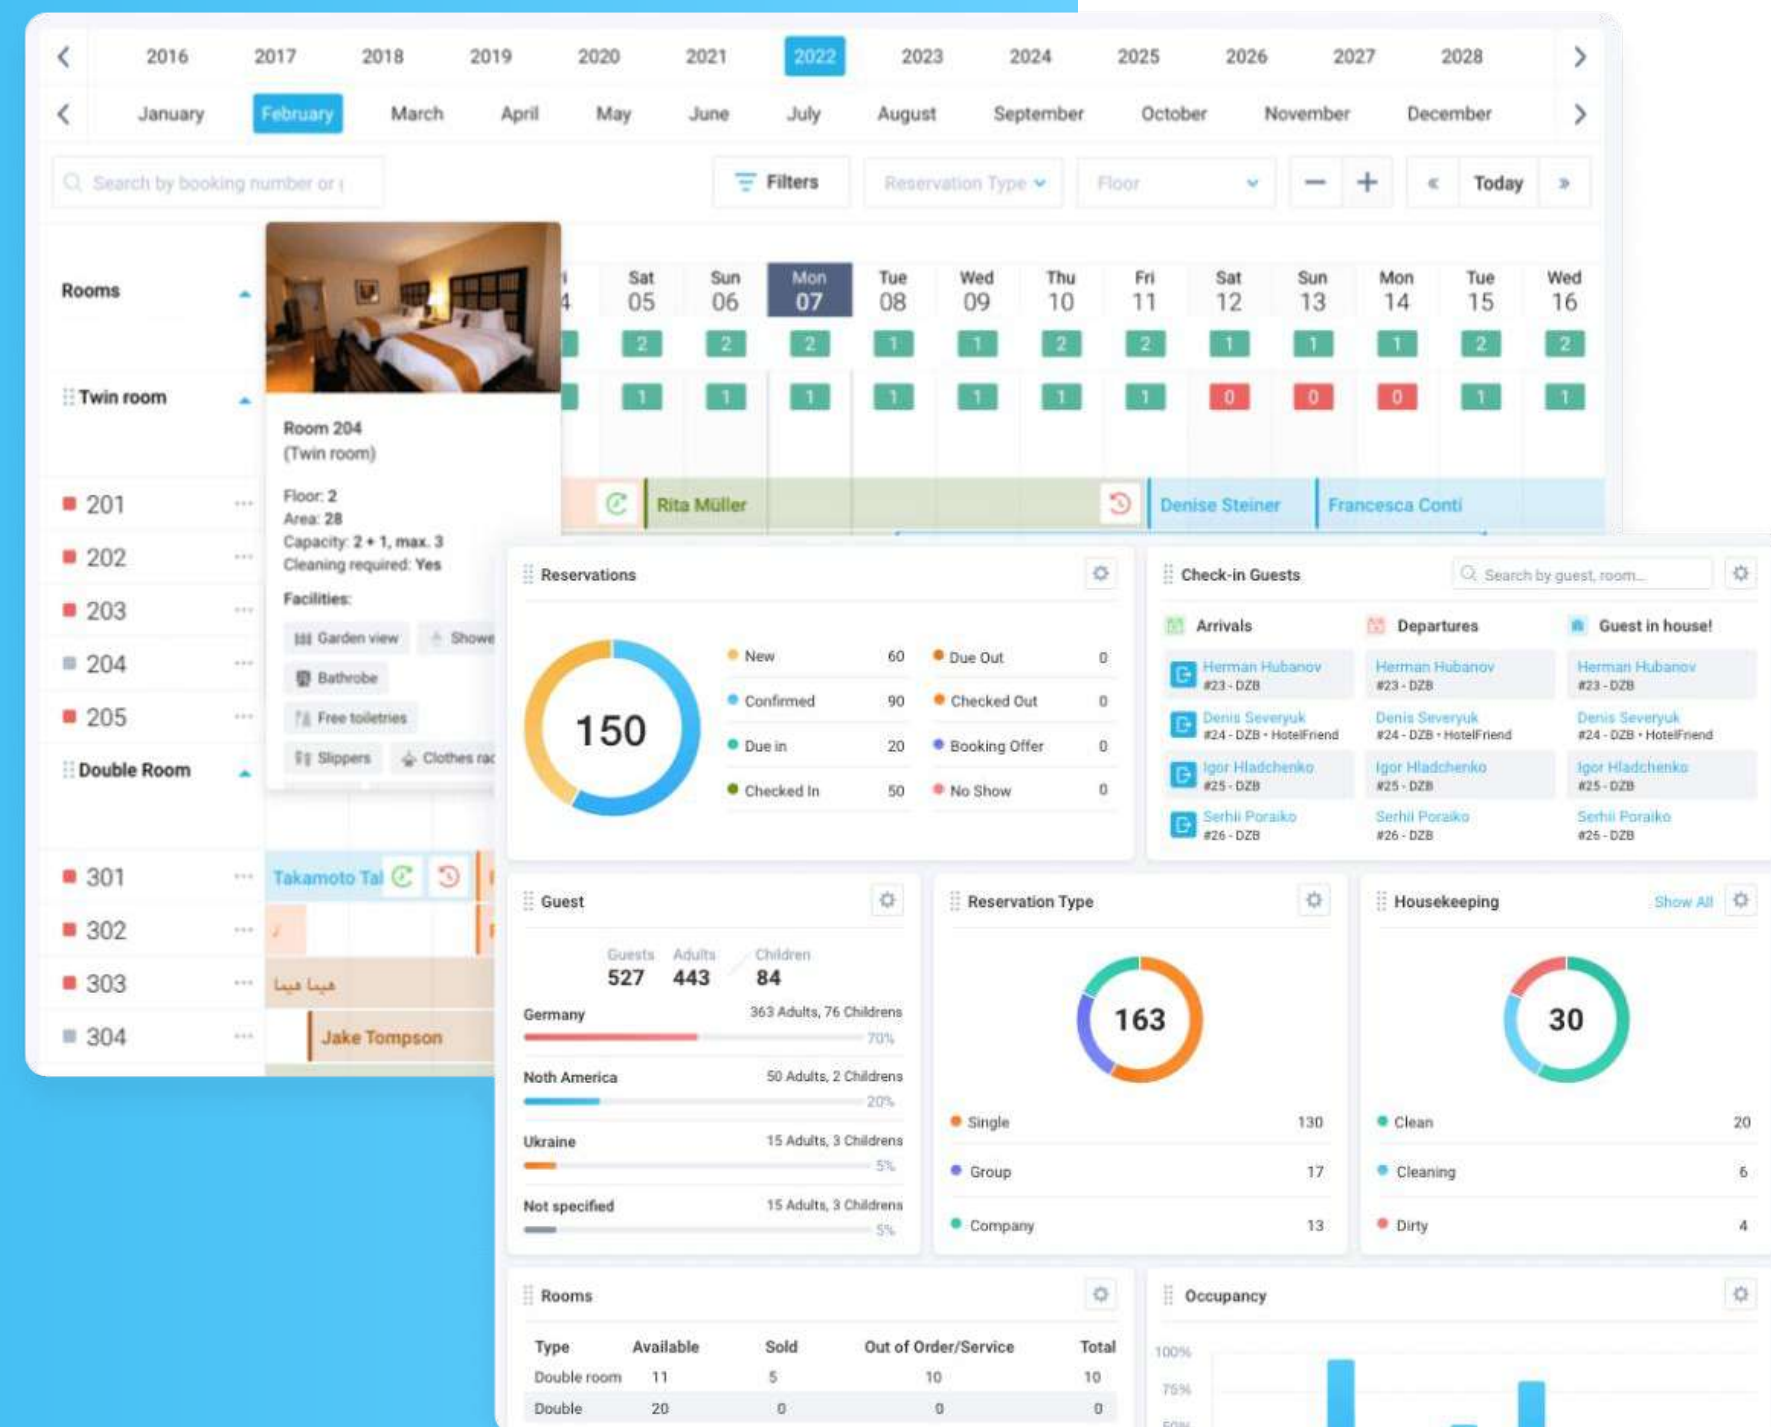 2016 2017 2018 2019 2020 2021 2022 2023 2024 2025 2026 2027 2028
January February March April May June July August September October November December
Search by booking number or
Filters Reservation Type Floor Today
Rooms
Sat Sun Mon Tue Wed Thu Fri Sat Sun Mon Tue Wed
4 05 06 07 08 09 10 11 12 13 14 15 16
2 2 2 1 1 2 2 1 1 1 2 2
Twin room
1 1 1 1 1 1 1 0 0 0 1 1
Room 204
(Twin room)
Floor: 2
Area: 28
Capacity: 2 + 1, max. 3
Cleaning required: Yes
Facilities:
Garden view Showe
Bathrobe
Free toiletries
Slippers Clothes rac
201 Rita Müller Denise Steiner Francesca Conti
202
203
204
205
Double Room
301 Takamoto Tal
302
303 هيما هيما
304 Jake Tompson
Reservations
150
New 60 Due Out 0
Confirmed 90 Checked Out 0
Due in 20 Booking Offer 0
Checked In 50 No Show 0
Check-in Guests Search by guest, room...
Arrivals Departures Guest in house!
Herman Hubanov Herman Hubanov Herman Hubanov
#23 - DZB #23 - DZB #23 - DZB
Denis Severyuk Denis Severyuk Denis Severyuk
#24 - DZB • HotelFriend #24 - DZB • HotelFriend #24 - DZB • HotelFriend
Igor Hladchenko Igor Hladchenko Igor Hladchenko
#25 - DZB #25 - DZB #25 - DZB
Serhii Poraiko Serhii Poraiko Serhii Poraiko
#26 - DZB #26 - DZB #26 - DZB
Guest
Guests Adults Children
527 443 84
Germany 363 Adults, 76 Childrens
70%
Noth America 50 Adults, 2 Childrens
20%
Ukraine 15 Adults, 3 Childrens
5%
Not specified 15 Adults, 3 Childrens
5%
Reservation Type
163
Single 130
Group 17
Company 13
Housekeeping Show All
30
Clean 20
Cleaning 6
Dirty 4
Rooms
Type Available Sold Out of Order/Service Total
Double room 11 5 10 10
Double 20 0 0 0
Occupancy
100%
75%
50%